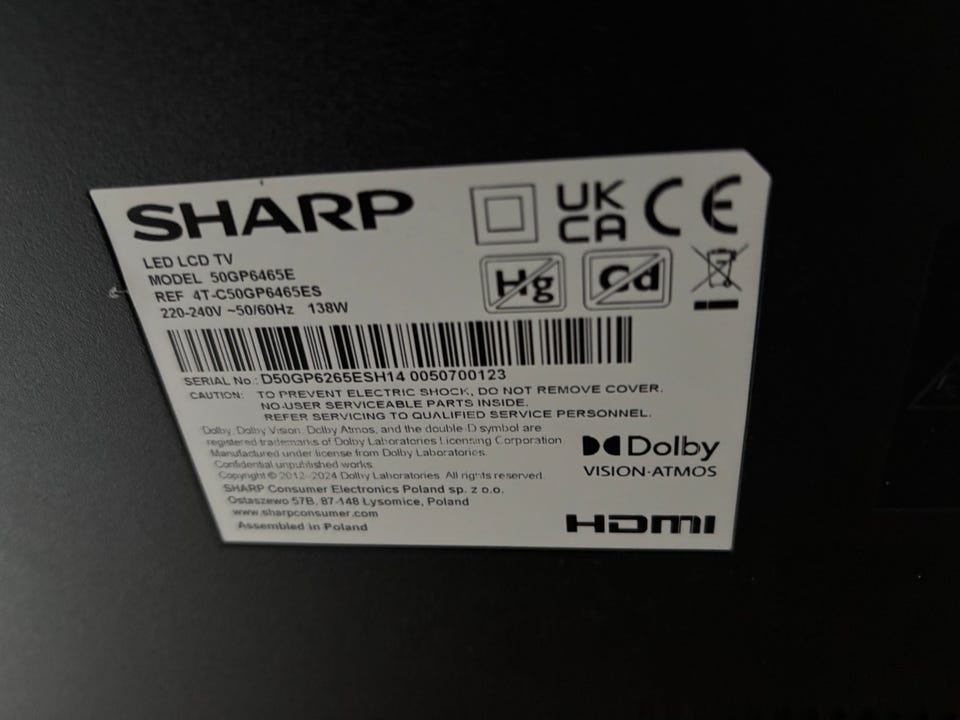 SHARP
UK
CA
CE
LED LCD TV
MODEL 50GP6465E
REF 4T-C50GP6465ES
220-240V ~50/60Hz 138W
Hg
Cd
SERIAL No.: D50GP6265ESH14 0050700123
CAUTION: TO PREVENT ELECTRIC SHOCK, DO NOT REMOVE COVER.
NO-USER SERVICEABLE PARTS INSIDE.
REFER SERVICING TO QUALIFIED SERVICE PERSONNEL.
Dolby, Dolby Vision, Dolby Atmos, and the double-D symbol are
registered trademarks of Dolby Laboratories Licensing Corporation
Manufactured under license from Dolby Laboratories.
Confidential unpublished works.
Copyright © 2012-2024 Dolby Laboratories. All rights reserved.
Dolby
VISION·ATMOS
SHARP Consumer Electronics Poland sp. z o.o.
Ostaszewo 57B, 87-148 Lysomice, Poland
www.sharpconsumer.com
Assembled in Poland
HDMI